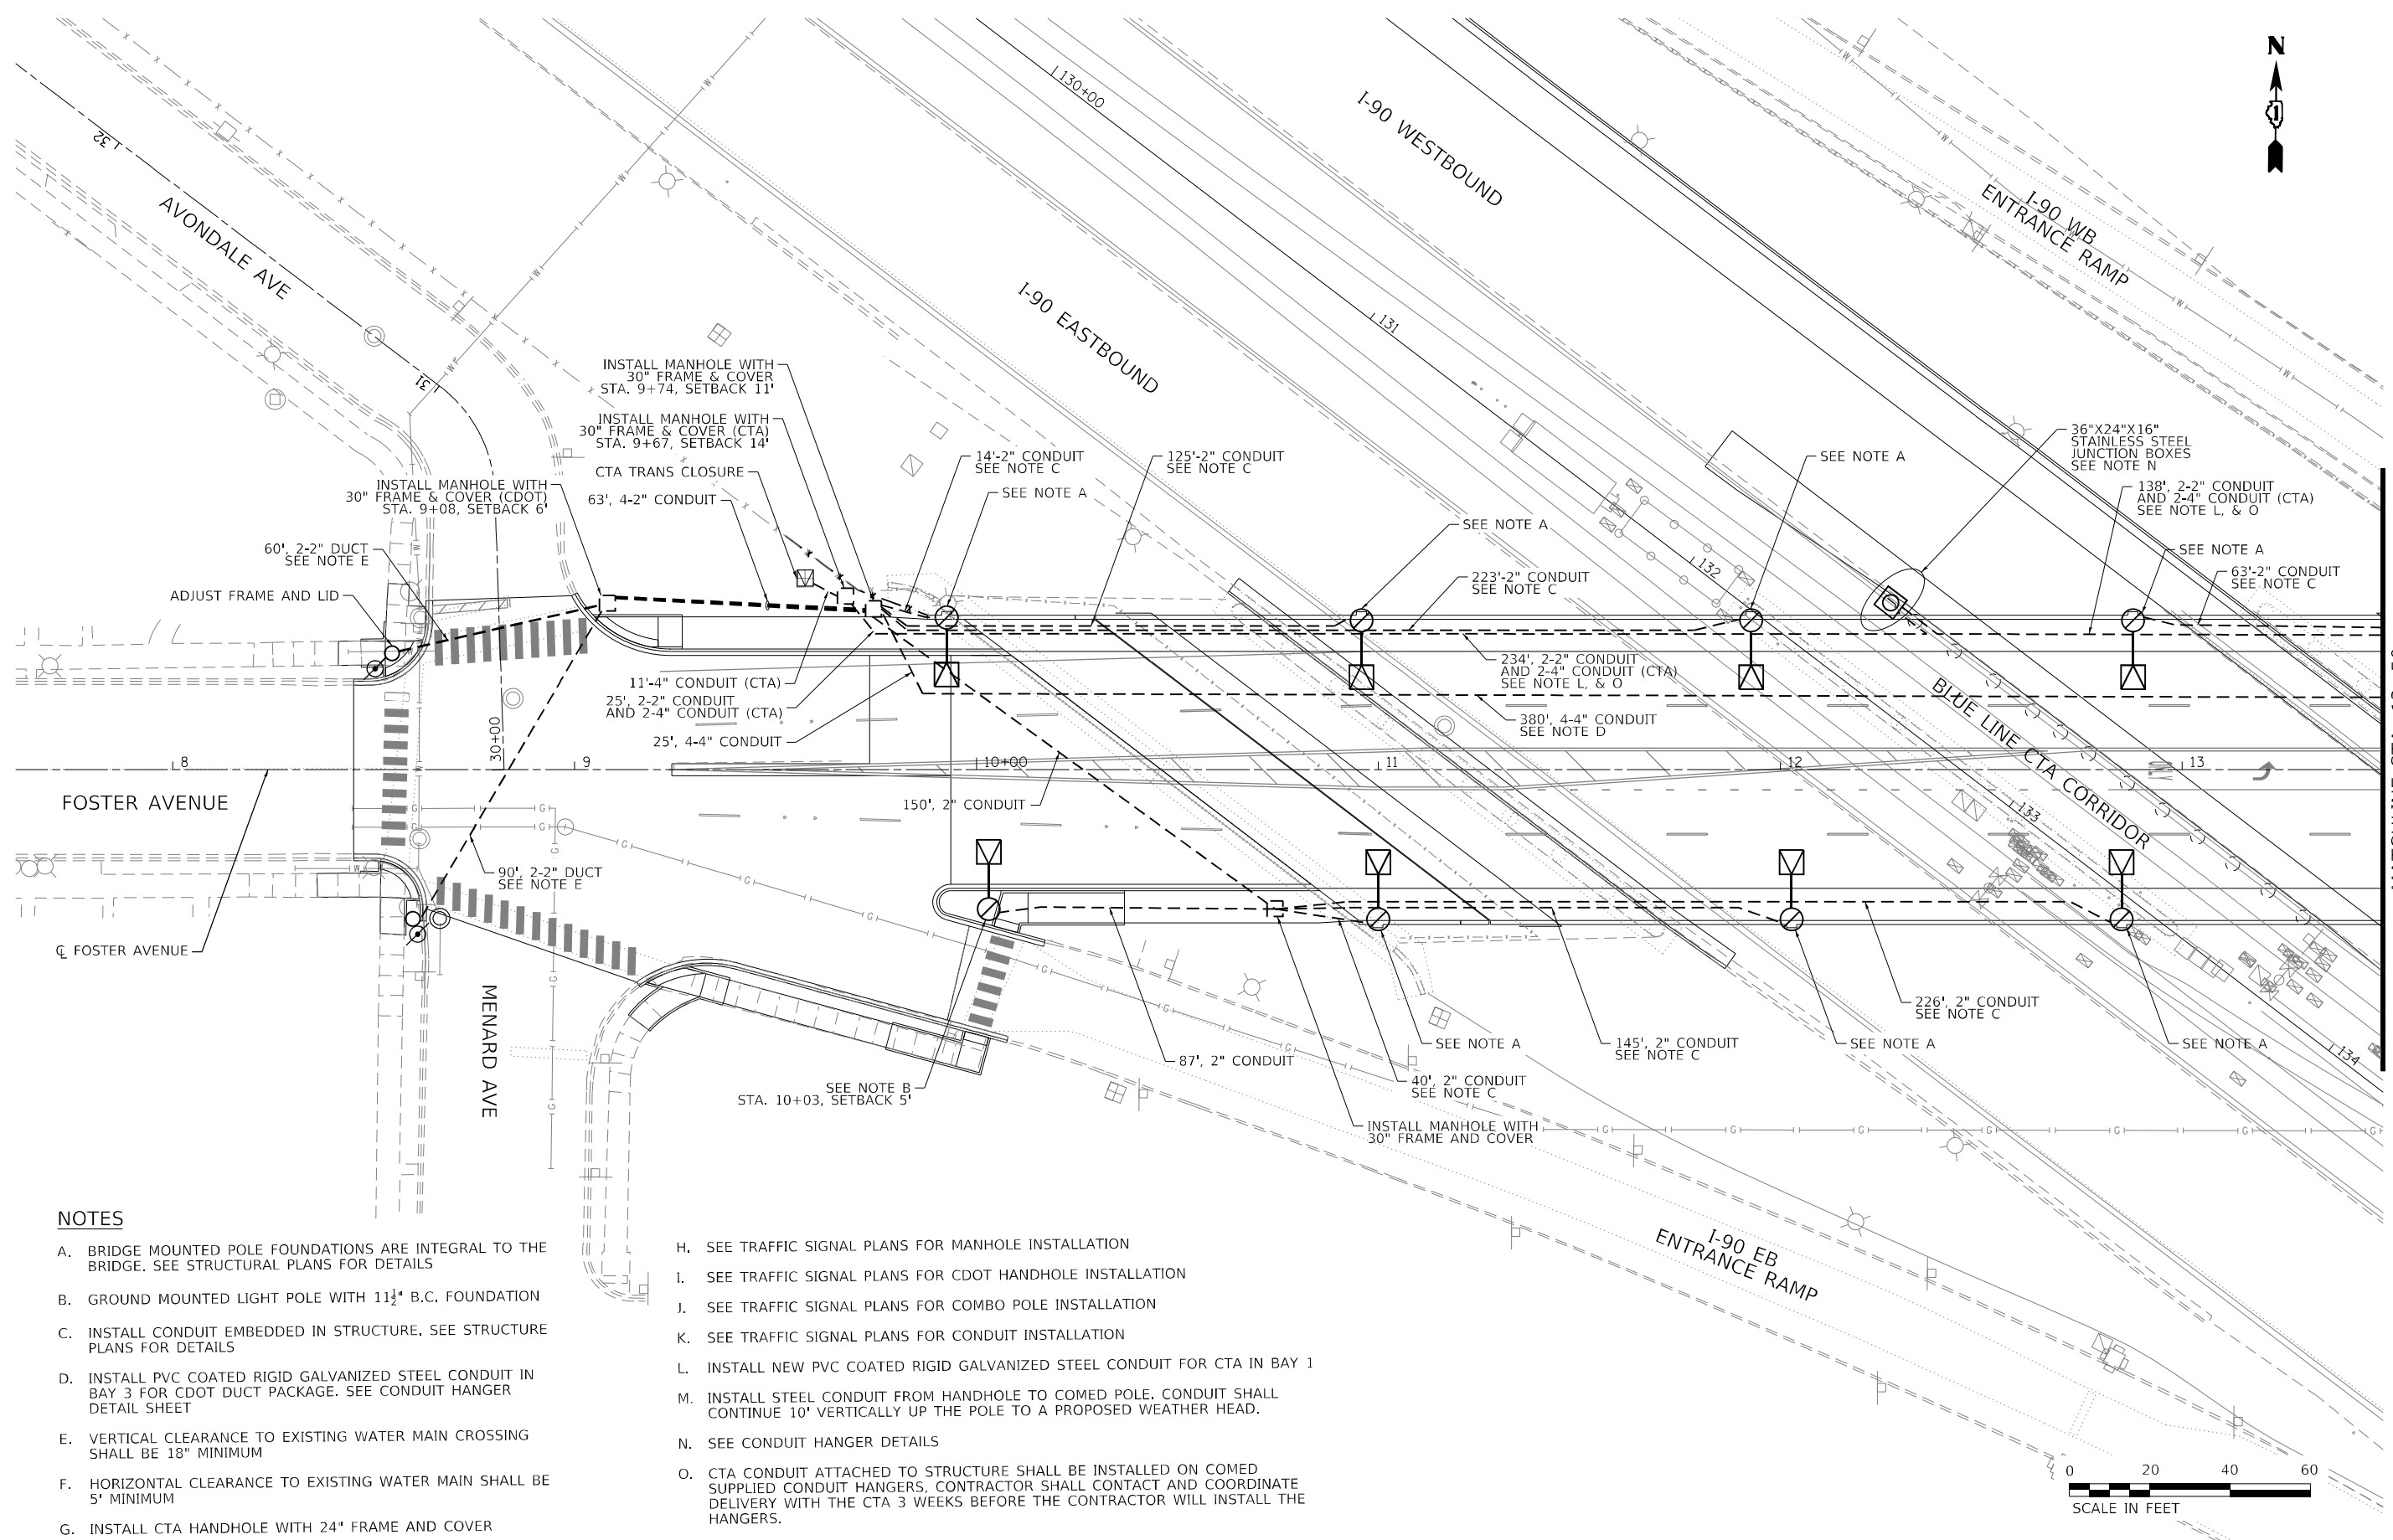 N
130+00
I-90 WESTBOUND
I-90 WB
ENTRANCE RAMP
32
AVONDALE AVE
I-90 EASTBOUND
131
31
INSTALL MANHOLE WITH
30" FRAME & COVER
STA. 9+74, SETBACK 11'
INSTALL MANHOLE WITH
30" FRAME & COVER (CTA)
STA. 9+67, SETBACK 14'
CTA TRANS CLOSURE
63', 4-2" CONDUIT
INSTALL MANHOLE WITH
30" FRAME & COVER (CDOT)
STA. 9+08, SETBACK 6'
60', 2-2" DUCT
SEE NOTE E
ADJUST FRAME AND LID
14'-2" CONDUIT
SEE NOTE C
SEE NOTE A
125'-2" CONDUIT
SEE NOTE C
SEE NOTE A
223'-2" CONDUIT
SEE NOTE C
SEE NOTE A
132
36"X24"X16"
STAINLESS STEEL
JUNCTION BOXES
SEE NOTE N
138', 2-2" CONDUIT
AND 2-4" CONDUIT (CTA)
SEE NOTE L, & O
SEE NOTE A
63'-2" CONDUIT
SEE NOTE C
11'-4" CONDUIT (CTA)
25', 2-2" CONDUIT
AND 2-4" CONDUIT (CTA)
25', 4-4" CONDUIT
234', 2-2" CONDUIT
AND 2-4" CONDUIT (CTA)
SEE NOTE L, & O
380', 4-4" CONDUIT
SEE NOTE D
BLUE LINE CTA CORRIDOR
30+00
8
9
10+00
11
12
13
FOSTER AVENUE
150', 2" CONDUIT
133
90', 2-2" DUCT
SEE NOTE E
℄ FOSTER AVENUE
MENARD AVE
226', 2" CONDUIT
SEE NOTE C
SEE NOTE A
145', 2" CONDUIT
SEE NOTE C
SEE NOTE A
SEE NOTE A
134
87', 2" CONDUIT
40', 2" CONDUIT
SEE NOTE C
SEE NOTE B
STA. 10+03, SETBACK 5'
INSTALL MANHOLE WITH
30" FRAME AND COVER
I-90 EB
ENTRANCE RAMP
NOTES
A. BRIDGE MOUNTED POLE FOUNDATIONS ARE INTEGRAL TO THE
BRIDGE. SEE STRUCTURAL PLANS FOR DETAILS
B. GROUND MOUNTED LIGHT POLE WITH 11½" B.C. FOUNDATION
C. INSTALL CONDUIT EMBEDDED IN STRUCTURE. SEE STRUCTURE
PLANS FOR DETAILS
D. INSTALL PVC COATED RIGID GALVANIZED STEEL CONDUIT IN
BAY 3 FOR CDOT DUCT PACKAGE. SEE CONDUIT HANGER
DETAIL SHEET
E. VERTICAL CLEARANCE TO EXISTING WATER MAIN CROSSING
SHALL BE 18" MINIMUM
F. HORIZONTAL CLEARANCE TO EXISTING WATER MAIN SHALL BE
5' MINIMUM
G. INSTALL CTA HANDHOLE WITH 24" FRAME AND COVER
H. SEE TRAFFIC SIGNAL PLANS FOR MANHOLE INSTALLATION
I. SEE TRAFFIC SIGNAL PLANS FOR CDOT HANDHOLE INSTALLATION
J. SEE TRAFFIC SIGNAL PLANS FOR COMBO POLE INSTALLATION
K. SEE TRAFFIC SIGNAL PLANS FOR CONDUIT INSTALLATION
L. INSTALL NEW PVC COATED RIGID GALVANIZED STEEL CONDUIT FOR CTA IN BAY 1
M. INSTALL STEEL CONDUIT FROM HANDHOLE TO COMED POLE. CONDUIT SHALL
CONTINUE 10' VERTICALLY UP THE POLE TO A PROPOSED WEATHER HEAD.
N. SEE CONDUIT HANGER DETAILS
O. CTA CONDUIT ATTACHED TO STRUCTURE SHALL BE INSTALLED ON COMED
SUPPLIED CONDUIT HANGERS. CONTRACTOR SHALL CONTACT AND COORDINATE
DELIVERY WITH THE CTA 3 WEEKS BEFORE THE CONTRACTOR WILL INSTALL THE
HANGERS.
0 20 40 60
SCALE IN FEET